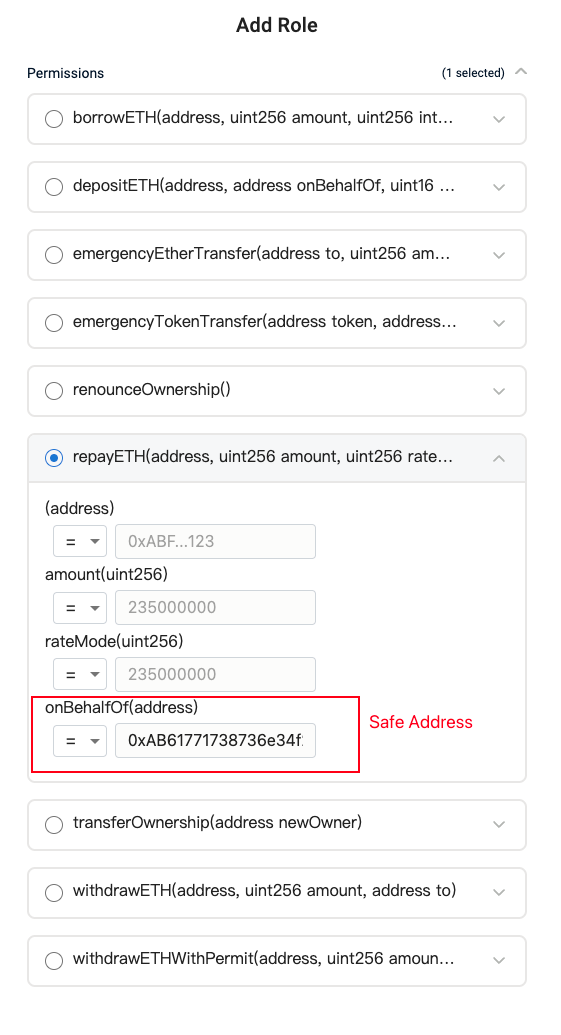 Add Role
Permissions (1 selected)
borrowETH(address, uint256 amount, uint256 int...
depositETH(address, address onBehalfOf, uint16 ...
emergencyEtherTransfer(address to, uint256 am...
emergencyTokenTransfer(address token, address...
renounceOwnership()
repayETH(address, uint256 amount, uint256 rate...
(address)
= 0xABF...123
amount(uint256)
= 235000000
rateMode(uint256)
= 235000000
onBehalfOf(address)
= 0xAB61771738736e34f
Safe Address
transferOwnership(address newOwner)
withdrawETH(address, uint256 amount, address to)
withdrawETHWithPermit(address, uint256 amoun...